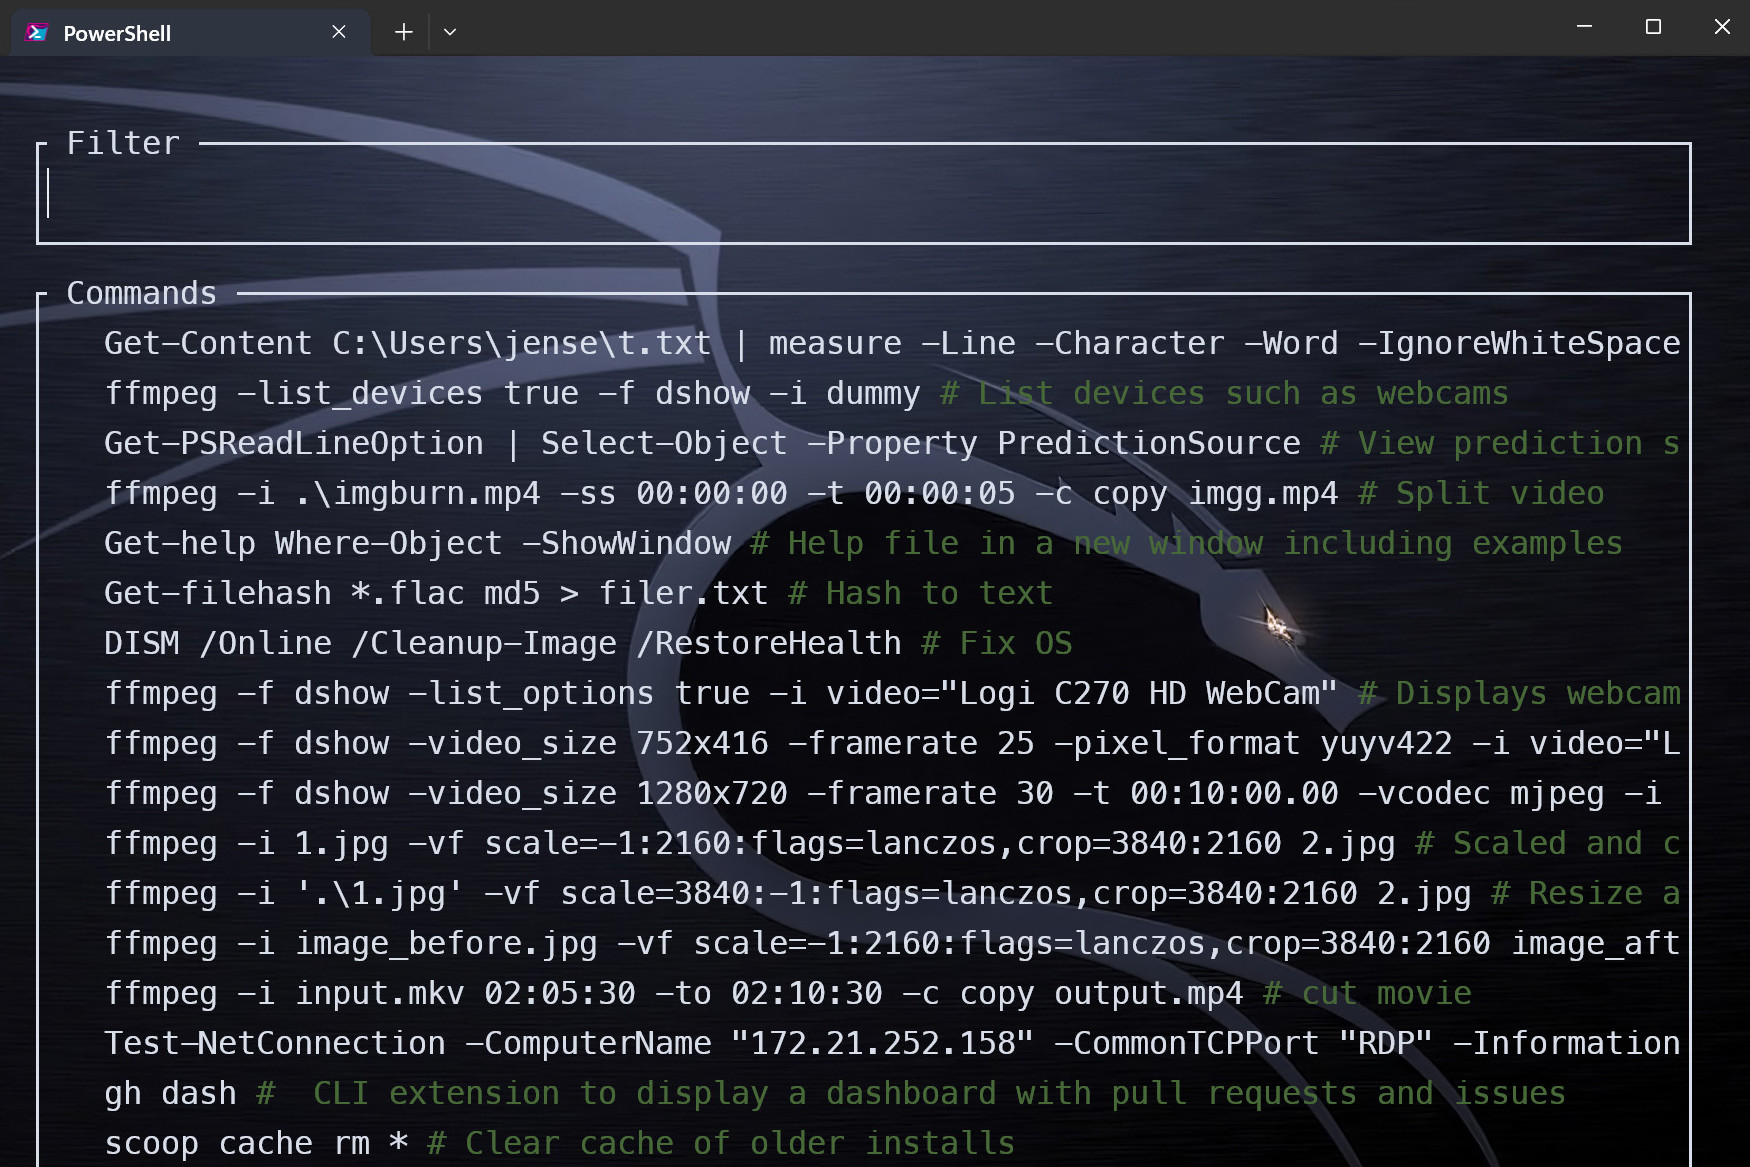 PowerShell
Filter
Commands
Get-Content C:\Users\jense\t.txt | measure -Line -Character -Word -IgnoreWhiteSpace
ffmpeg -list_devices true -f dshow -i dummy # List devices such as webcams
Get-PSReadLineOption | Select-Object -Property PredictionSource # View prediction s
ffmpeg -i .\imgburn.mp4 -ss 00:00:00 -t 00:00:05 -c copy imgg.mp4 # Split video
Get-help Where-Object -ShowWindow # Help file in a new window including examples
Get-filehash *.flac md5 > filer.txt # Hash to text
DISM /Online /Cleanup-Image /RestoreHealth # Fix OS
ffmpeg -f dshow -list_options true -i video="Logi C270 HD WebCam" # Displays webcam
ffmpeg -f dshow -video_size 752x416 -framerate 25 -pixel_format yuyv422 -i video="L
ffmpeg -f dshow -video_size 1280x720 -framerate 30 -t 00:10:00.00 -vcodec mjpeg -i
ffmpeg -i 1.jpg -vf scale=-1:2160:flags=lanczos,crop=3840:2160 2.jpg # Scaled and c
ffmpeg -i '.\1.jpg' -vf scale=3840:-1:flags=lanczos,crop=3840:2160 2.jpg # Resize a
ffmpeg -i image_before.jpg -vf scale=-1:2160:flags=lanczos,crop=3840:2160 image_aft
ffmpeg -i input.mkv 02:05:30 -to 02:10:30 -c copy output.mp4 # cut movie
Test-NetConnection -ComputerName "172.21.252.158" -CommonTCPPort "RDP" -Information
gh dash #  CLI extension to display a dashboard with pull requests and issues
scoop cache rm * # Clear cache of older installs